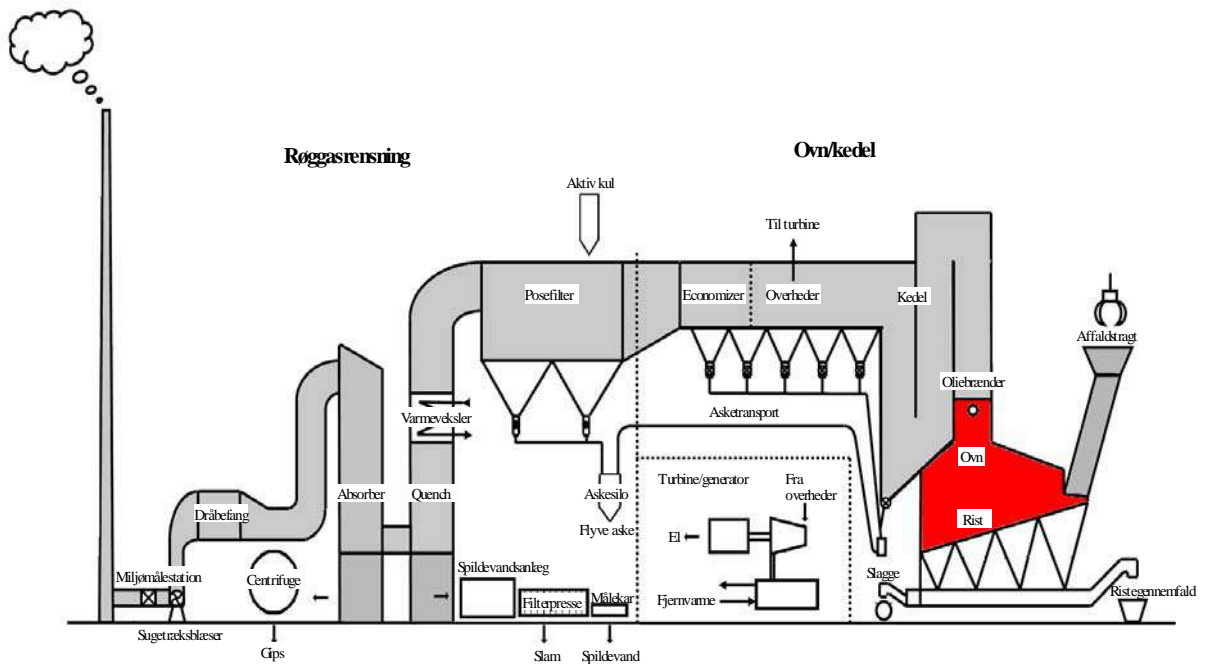 Røggasrensning
Ovn/kedel
Aktiv kul
Til turbine
Posefilter
Economizer
Overheder
Kedel
Affaldstragt
Oliebrænder
Varmeveksler
Asketransport
Ovn
Absorber
Quench
Askesilo
Turbine/generator
Fra
overheder
Dråbefang
Flyve aske
Rist
El
Miljømålestation
Centrifuge
Spildevandsanlæg
Slagge
Filterpresse
Målekar
Fjernvarme
Ristegennemfald
Sugetræksblæser
Gips
Slam
Spildevand